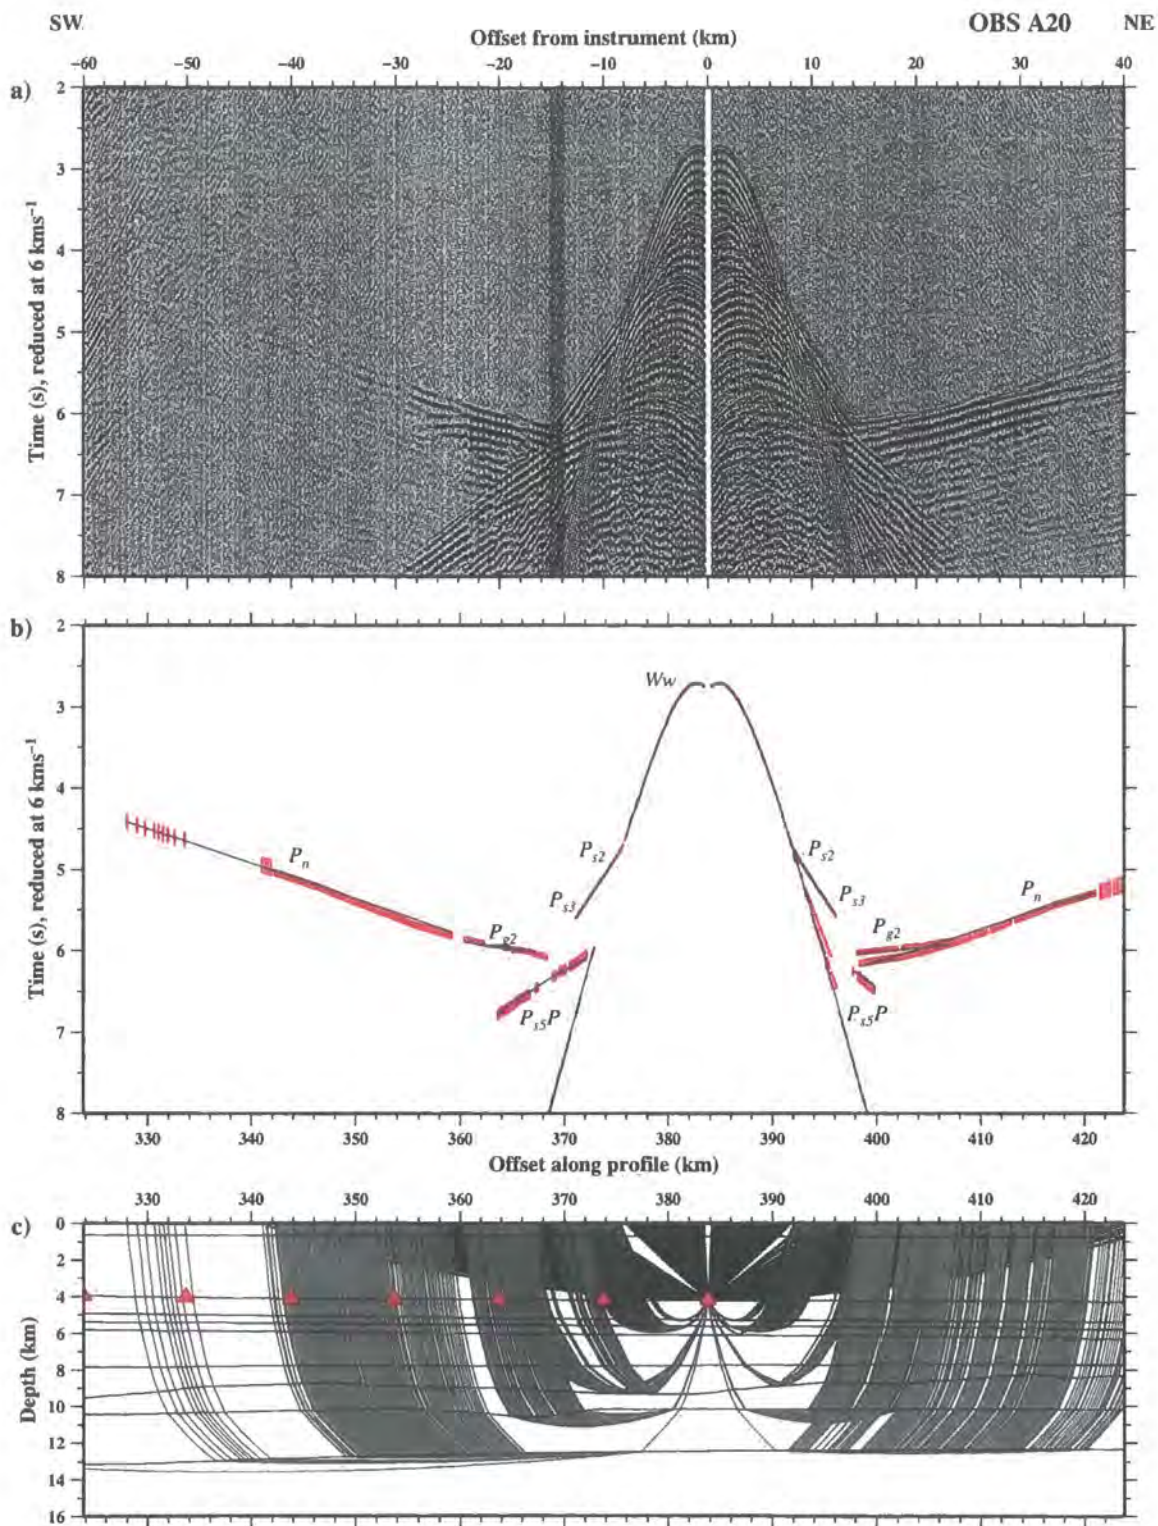 SW
OBS A20
NE
Offset from instrument (km)
−60 −50 −40 −30 −20 −10 0 10 20 30 40
a)
2
3
4
5
6
7
8
Time (s), reduced at 6 kms⁻¹
b)
2
3
4
5
6
7
8
Time (s), reduced at 6 kms⁻¹
Ww
Ps2
Ps2
Pn
Ps3
Ps3
Pn
Pg2
Pg2
Ps5P
Ps5P
330 340 350 360 370 380 390 400 410 420
Offset along profile (km)
330 340 350 360 370 380 390 400 410 420
c)
0
2
4
6
8
10
12
14
16
Depth (km)